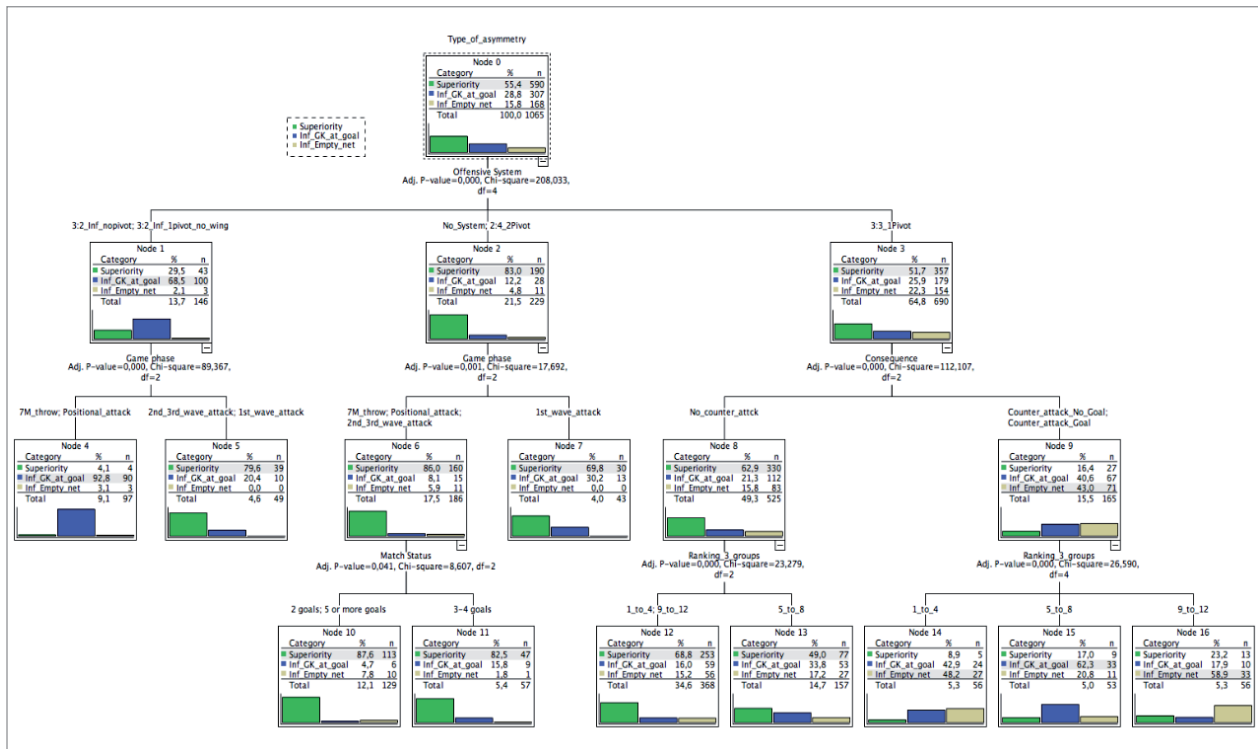 Type_of_asymmetry
Node 0
Category % n
Superiority 55,4 590
Inf_GK_at_goal 28,8 307
Inf_Empty_net 15,8 168
Total 100,0 1065
Superiority
Inf_GK_at_goal
Inf_Empty_net
Offensive System
Adj. P-value=0,000, Chi-square=208,033,
df=4
3:2_Inf_nopivot; 3:2_Inf_1pivot_no_wing
No_System; 2:4_2Pivot
3:3_1Pivot
Node 1
Category % n
Superiority 29,5 43
Inf_GK_at_goal 68,5 100
Inf_Empty_net 2,1 3
Total 13,7 146
Node 2
Category % n
Superiority 83,0 190
Inf_GK_at_goal 12,2 28
Inf_Empty_net 4,8 11
Total 21,5 229
Node 3
Category % n
Superiority 51,7 357
Inf_GK_at_goal 25,9 179
Inf_Empty_net 22,3 154
Total 64,8 690
Game phase
Adj. P-value=0,000, Chi-square=89,367,
df=2
Game phase
Adj. P-value=0,001, Chi-square=17,692,
df=2
Consequence
Adj. P-value=0,000, Chi-square=112,107,
df=2
7M_throw; Positional_attack
2nd_3rd_wave_attack; 1st_wave_attack
7M_throw; Positional_attack;
2nd_3rd_wave_attack
1st_wave_attack
No_counter_attck
Counter_attack_No_Goal;
Counter_attack_Goal
Node 4
Category % n
Superiority 4,1 4
Inf_GK_at_goal 92,8 90
Inf_Empty_net 3,1 3
Total 9,1 97
Node 5
Category % n
Superiority 79,6 39
Inf_GK_at_goal 20,4 10
Inf_Empty_net 0,0 0
Total 4,6 49
Node 6
Category % n
Superiority 86,0 160
Inf_GK_at_goal 8,1 15
Inf_Empty_net 5,9 11
Total 17,5 186
Node 7
Category % n
Superiority 69,8 30
Inf_GK_at_goal 30,2 13
Inf_Empty_net 0,0 0
Total 4,0 43
Node 8
Category % n
Superiority 62,9 330
Inf_GK_at_goal 21,3 112
Inf_Empty_net 15,8 83
Total 49,3 525
Node 9
Category % n
Superiority 16,4 27
Inf_GK_at_goal 40,6 67
Inf_Empty_net 43,0 71
Total 15,5 165
Match Status
Adj. P-value=0,041, Chi-square=8,607, df=2
Ranking_3_groups
Adj. P-value=0,000, Chi-square=23,279,
df=2
Ranking_3_groups
Adj. P-value=0,000, Chi-square=26,590,
df=4
2 goals; 5 or more goals
3-4 goals
1_to_4; 9_to_12
5_to_8
1_to_4
5_to_8
9_to_12
Node 10
Category % n
Superiority 87,6 113
Inf_GK_at_goal 4,7 6
Inf_Empty_net 7,8 10
Total 12,1 129
Node 11
Category % n
Superiority 82,5 47
Inf_GK_at_goal 15,8 9
Inf_Empty_net 1,8 1
Total 5,4 57
Node 12
Category % n
Superiority 68,8 253
Inf_GK_at_goal 16,0 59
Inf_Empty_net 15,2 56
Total 34,6 368
Node 13
Category % n
Superiority 49,0 77
Inf_GK_at_goal 33,8 53
Inf_Empty_net 17,2 27
Total 14,7 157
Node 14
Category % n
Superiority 8,9 5
Inf_GK_at_goal 42,9 24
Inf_Empty_net 48,2 27
Total 5,3 56
Node 15
Category % n
Superiority 17,0 9
Inf_GK_at_goal 62,3 33
Inf_Empty_net 20,8 11
Total 5,0 53
Node 16
Category % n
Superiority 23,2 13
Inf_GK_at_goal 17,9 10
Inf_Empty_net 58,9 33
Total 5,3 56